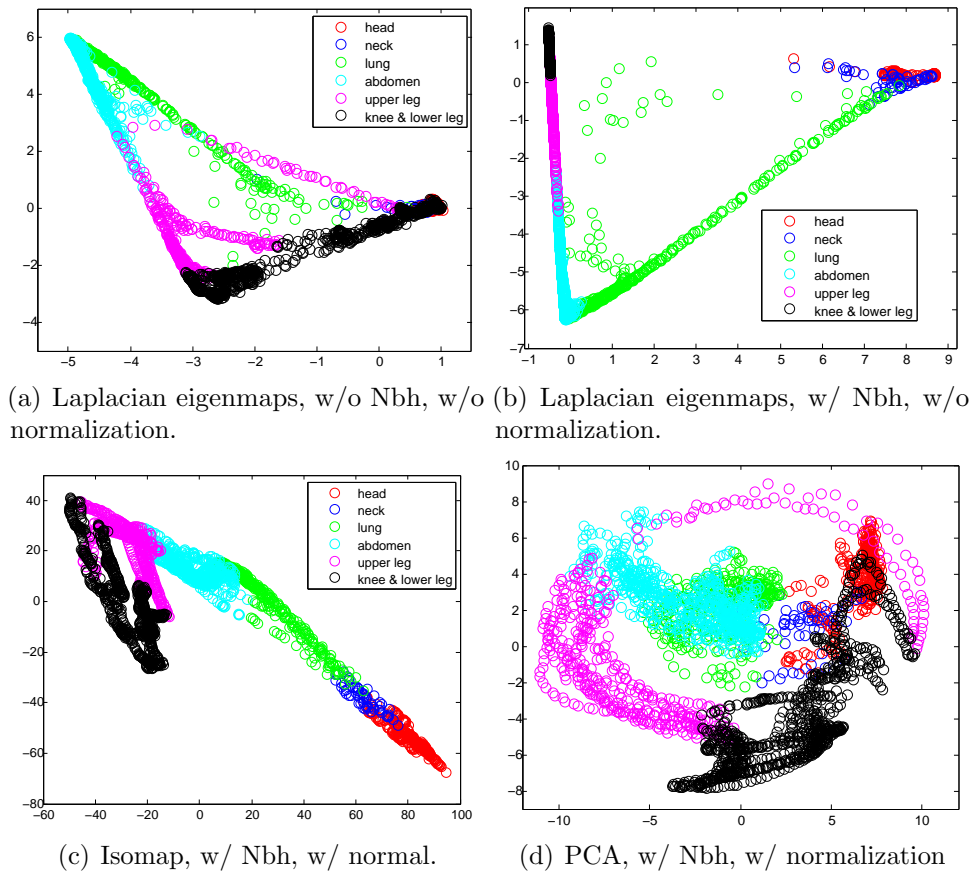 6
4
2
0
−2
−4
−5
−4
−3
−2
−1
0
1
head
neck
lung
abdomen
upper leg
knee & lower leg
1
0
−1
−2
−3
−4
−5
−6
−7
−1
0
1
2
3
4
5
6
7
8
9
head
neck
lung
abdomen
upper leg
knee & lower leg
(a) Laplacian eigenmaps, w/o Nbh, w/o
normalization.
(b) Laplacian eigenmaps, w/ Nbh, w/o
normalization.
40
20
0
−20
−40
−60
−80
−60
−40
−20
0
20
40
60
80
100
head
neck
lung
abdomen
upper leg
knee & lower leg
10
8
6
4
2
0
−2
−4
−6
−8
−10
−5
0
5
10
(c) Isomap, w/ Nbh, w/ normal.
(d) PCA, w/ Nbh, w/ normalization